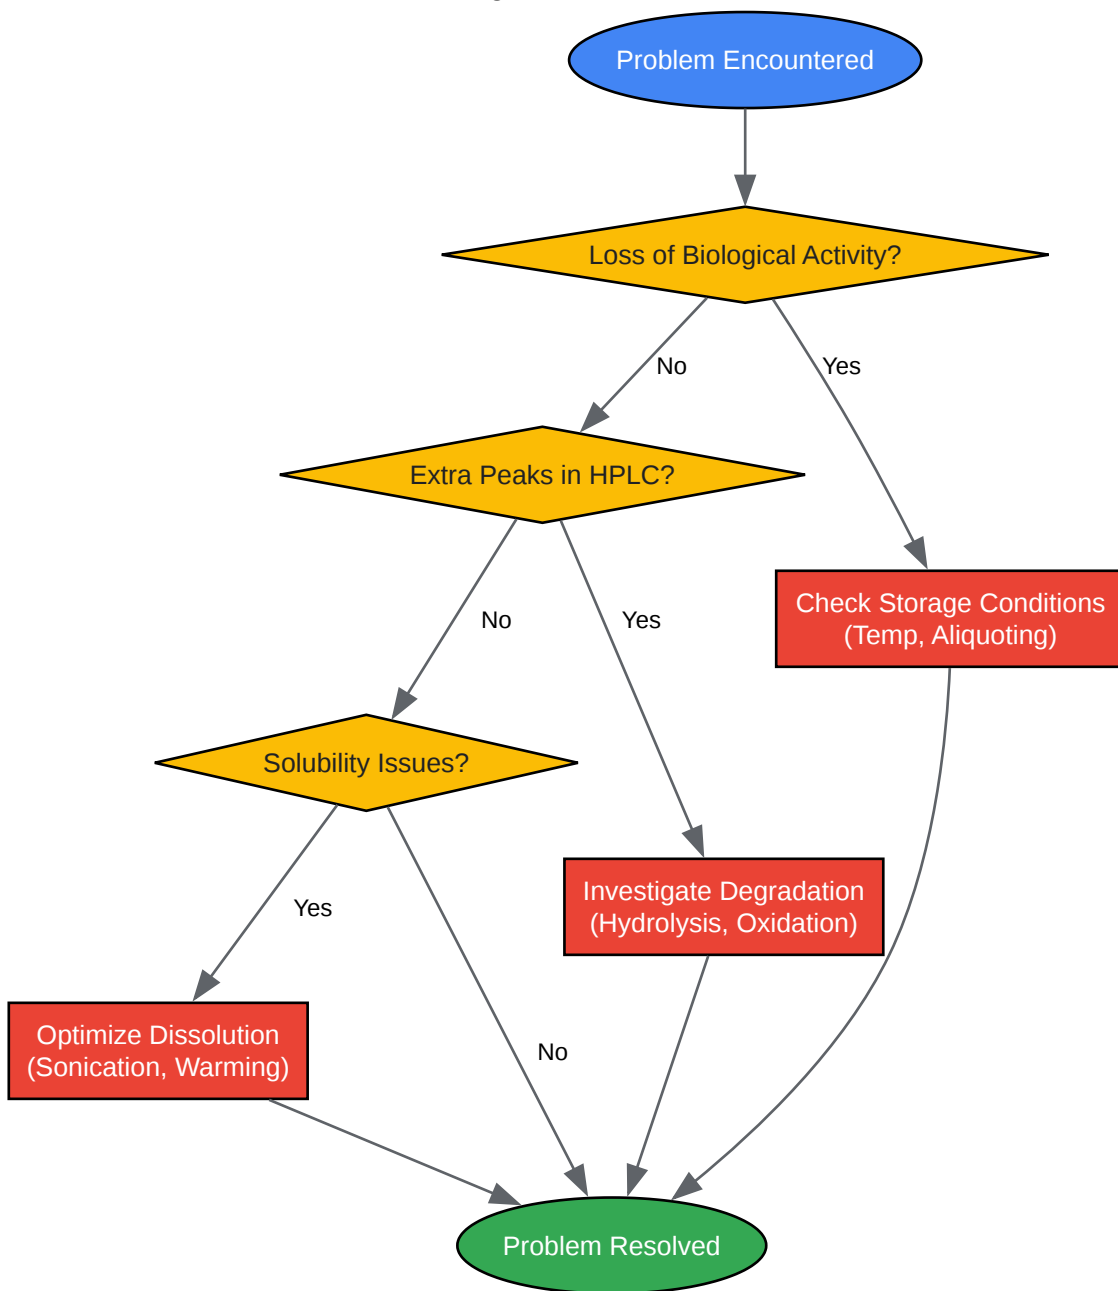 Problem Encountered
Loss of Biological Activity?
No
Yes
Extra Peaks in HPLC?
No
Yes
Check Storage Conditions
(Temp, Aliquoting)
Solubility Issues?
Yes
No
Investigate Degradation
(Hydrolysis, Oxidation)
Optimize Dissolution
(Sonication, Warming)
Problem Resolved